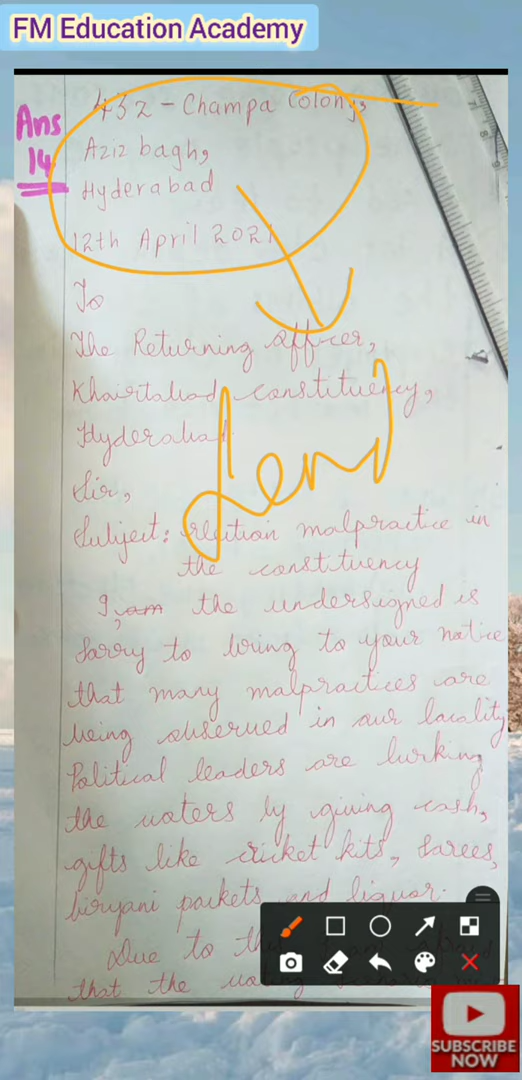 FM Education Academy
Ans
14
432 - Champa Colony,
Aziz bagh,
Hyderabad
12th April 2021
To
The Returning officer,
Khairtabad constituency,
Hyderabad
Send
Sir,
Subject: election malpractice in
the constituency
I, am the undersigned is
sorry to bring to your notice
that many malpractices are
being observed in our locality
Political leaders are lurking
the voters by giving cash,
gifts like cricket kits, sarees,
biryani packets and liquor.
Due to
that the
SUBSCRIBE
NOW